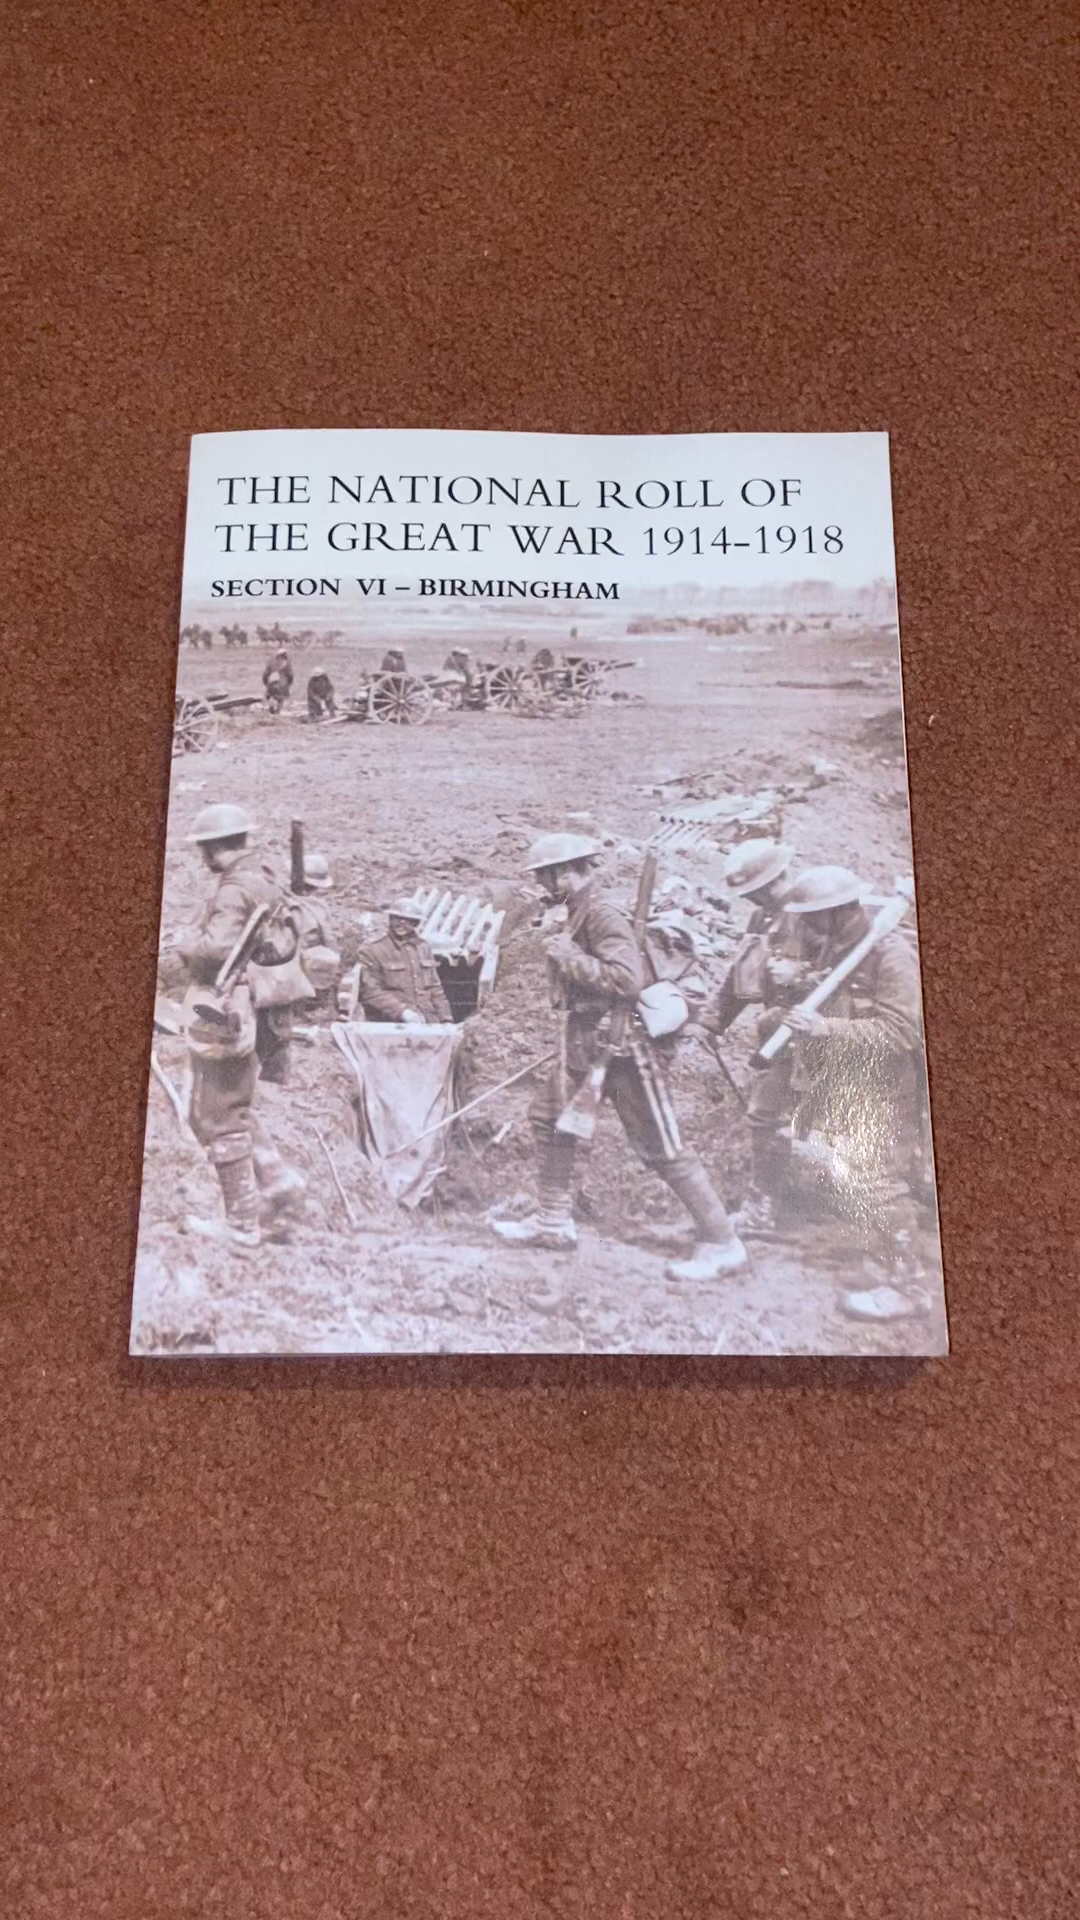 THE NATIONAL ROLL OF
THE GREAT WAR 1914–1918
SECTION VI – BIRMINGHAM